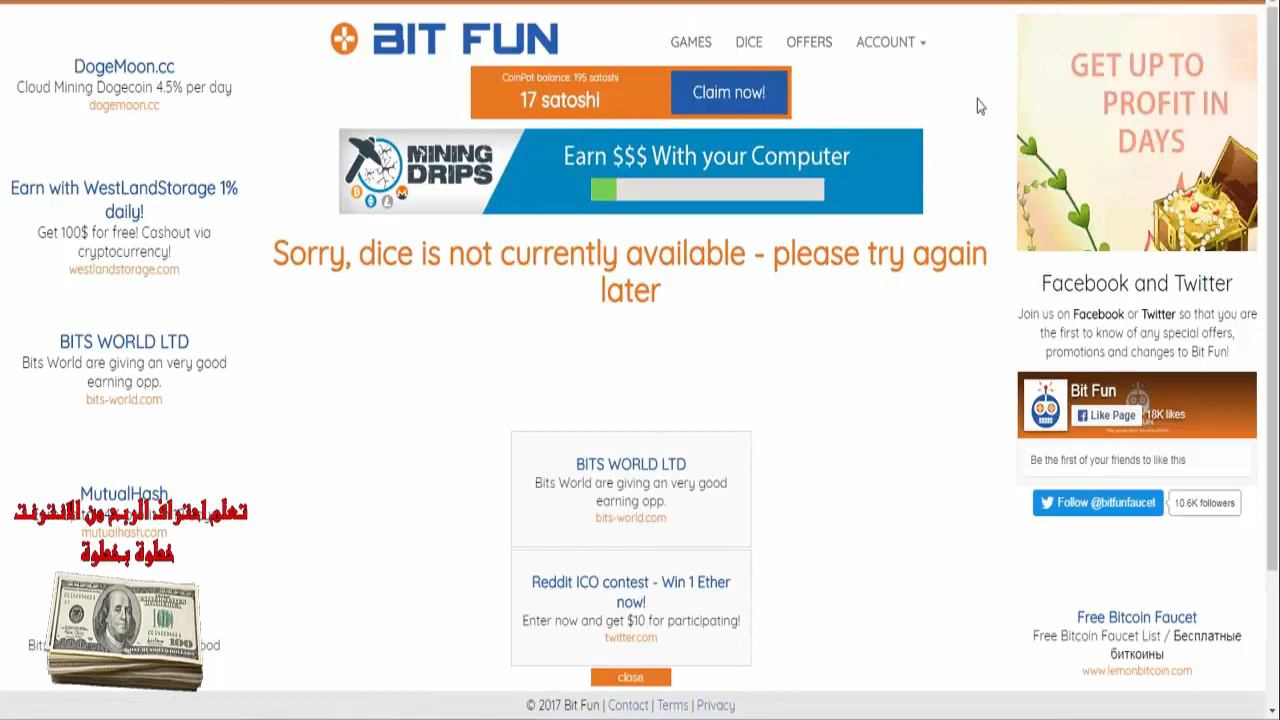 BIT FUN
GAMES DICE OFFERS ACCOUNT
CoinPot balance: 195 satoshi
17 satoshi
Claim now!
MINING DRIPS
Earn $$$ With your Computer
Sorry, dice is not currently available - please try again
later
DogeMoon.cc
Cloud Mining Dogecoin 4.5% per day
dogemoon.cc
Earn with WestLandStorage 1%
daily!
Get 100$ for free! Cashout via
cryptocurrency!
westlandstorage.com
BITS WORLD LTD
Bits World are giving an very good
earning opp.
bits-world.com
MutualHash
mutualhash.com
تعلم احتراف الربح من الانترنت
خطوة بخطوة
BITS WORLD LTD
Bits World are giving an very good
earning opp.
bits-world.com
Reddit ICO contest - Win 1 Ether
now!
Enter now and get $10 for participating!
twitter.com
close
GET UP TO
PROFIT IN
DAYS
Facebook and Twitter
Join us on Facebook or Twitter so that you are
the first to know of any special offers,
promotions and changes to Bit Fun!
Bit Fun
Like Page 18K likes
Be the first of your friends to like this
Follow @bitfunfaucet 10.6K followers
Free Bitcoin Faucet
Free Bitcoin Faucet List / Бесплатные
биткоины
www.lemonbitcoin.com
© 2017 Bit Fun | Contact | Terms | Privacy